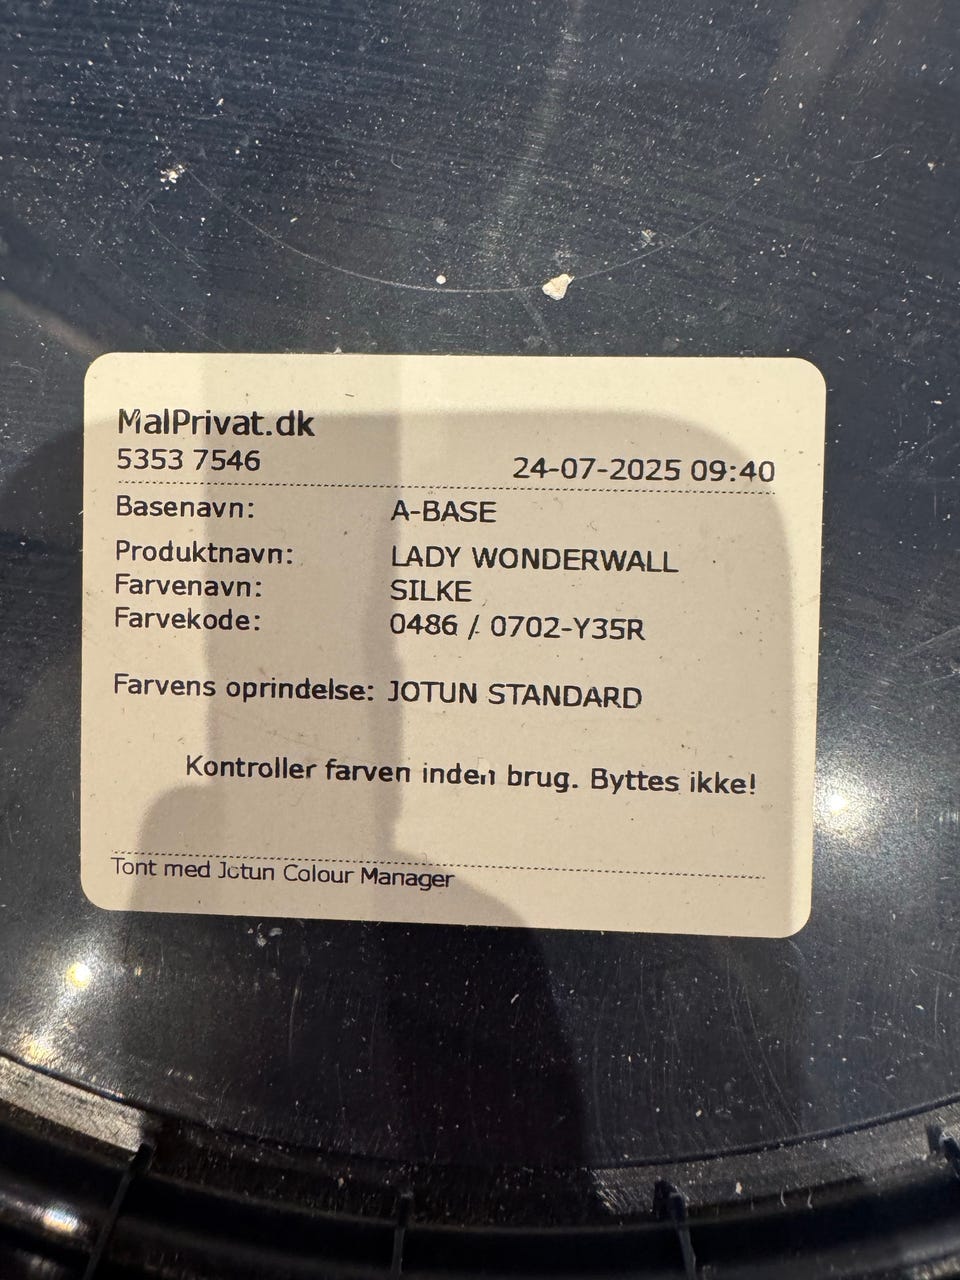 MalPrivat.dk
5353 7546 24-07-2025 09:40
Basenavn: A-BASE
Produktnavn: LADY WONDERWALL
Farvenavn: SILKE
Farvekode: 0486 / 0702-Y35R
Farvens oprindelse: JOTUN STANDARD
Kontroller farven inden brug. Byttes ikke!
Tont med Jotun Colour Manager